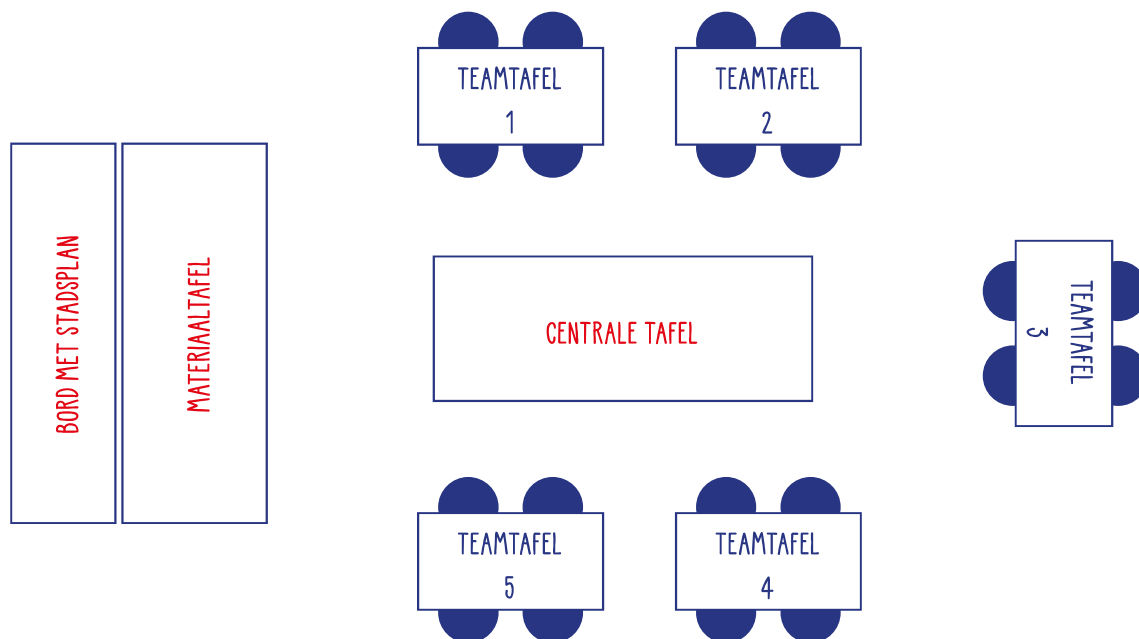 TEAMTAFEL
1
TEAMTAFEL
2
BORD MET STADSPLAN
MATERIAALTAFEL
CENTRALE TAFEL
TEAMTAFEL
3
TEAMTAFEL
5
TEAMTAFEL
4